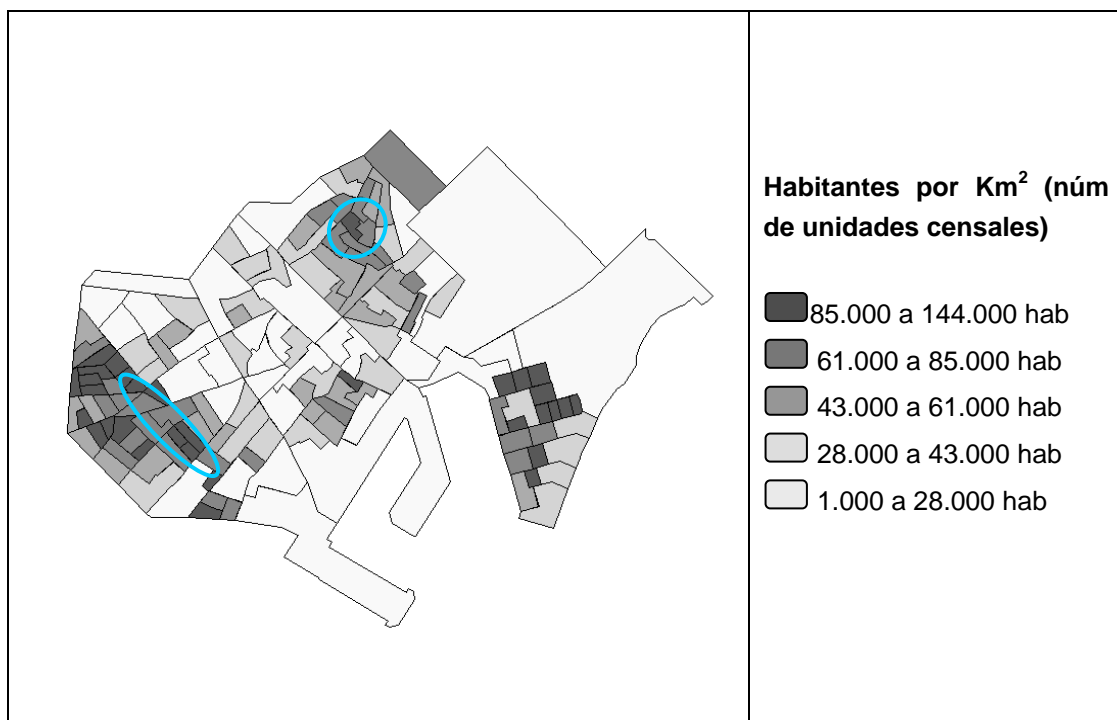 Habitantes por Km² (núm
de unidades censales)
85.000 a 144.000 hab
61.000 a 85.000 hab
43.000 a 61.000 hab
28.000 a 43.000 hab
1.000 a 28.000 hab